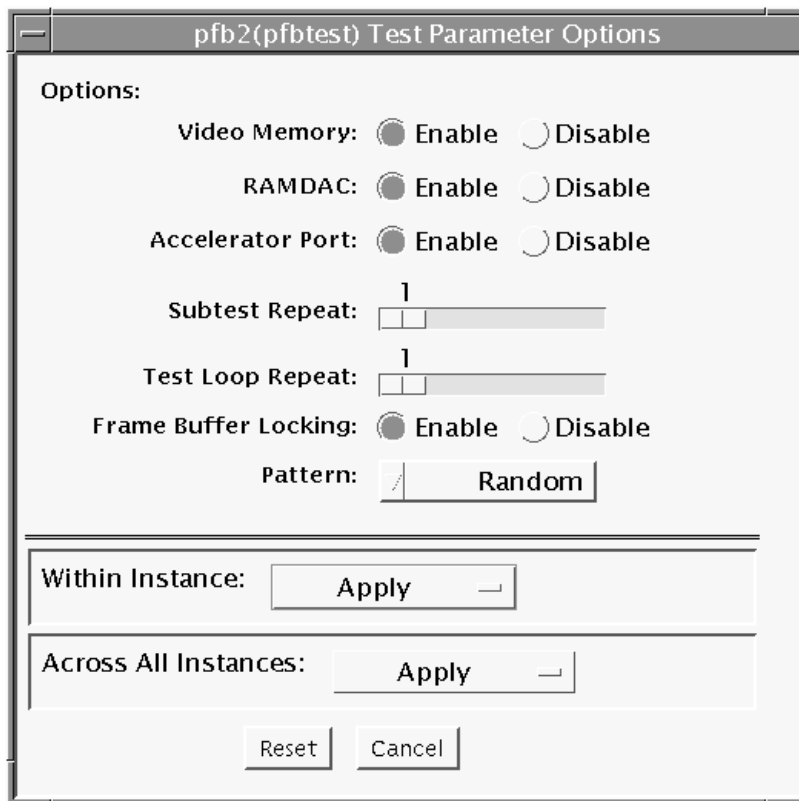 pfb2(pfbtest) Test Parameter Options
Options:
Video Memory: Enable Disable
RAMDAC: Enable Disable
Accelerator Port: Enable Disable
1
Subtest Repeat:
1
Test Loop Repeat:
Frame Buffer Locking: Enable Disable
Pattern: Random
Within Instance: Apply
Across All Instances: Apply
Reset Cancel